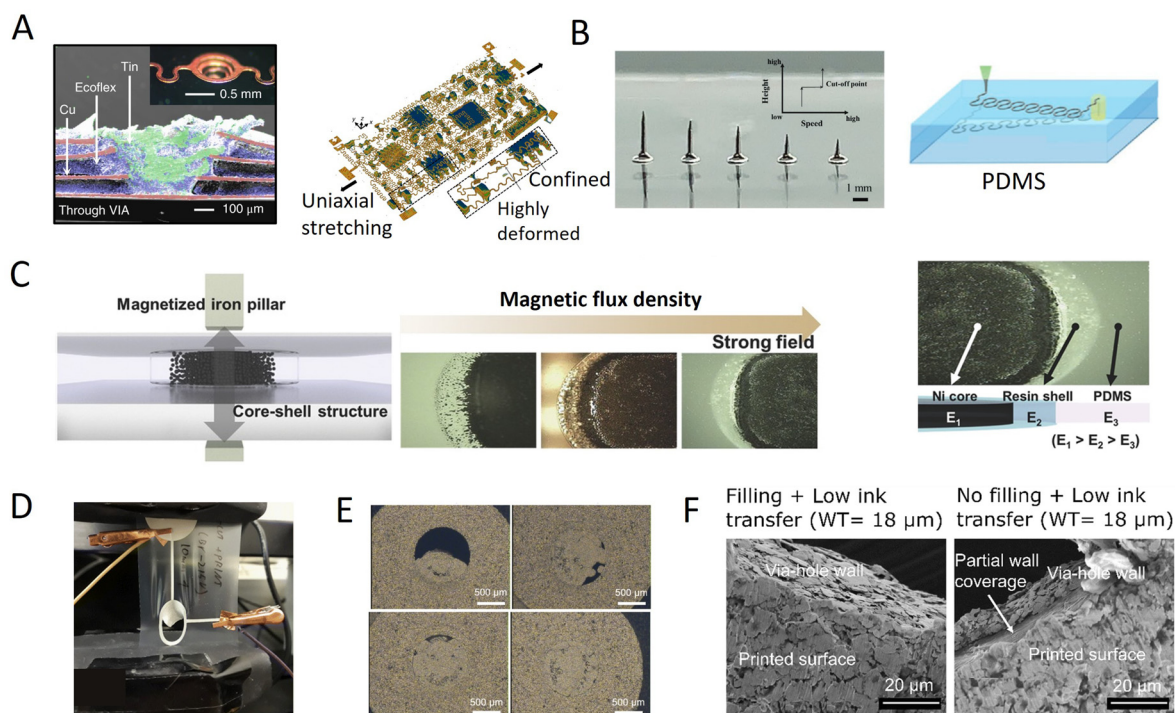 A
Tin
Ecoflex
Cu
0.5 mm
Through VIA
100 µm
Uniaxial
stretching
Confined
Highly
deformed
B
high
Height
Cut-off point
low
Speed
high
1 mm
PDMS
C
Magnetized iron pillar
Core-shell structure
Magnetic flux density
Strong field
Ni core
Resin shell
PDMS
E1
E2
E3
(E1 > E2 > E3)
D
E
500 µm
500 µm
500 µm
500 µm
F
Filling + Low ink
transfer (WT= 18 µm)
Via-hole wall
Printed surface
20 µm
No filling + Low ink
transfer (WT= 18 µm)
Partial wall
coverage
Via-hole wall
Printed surface
20 µm